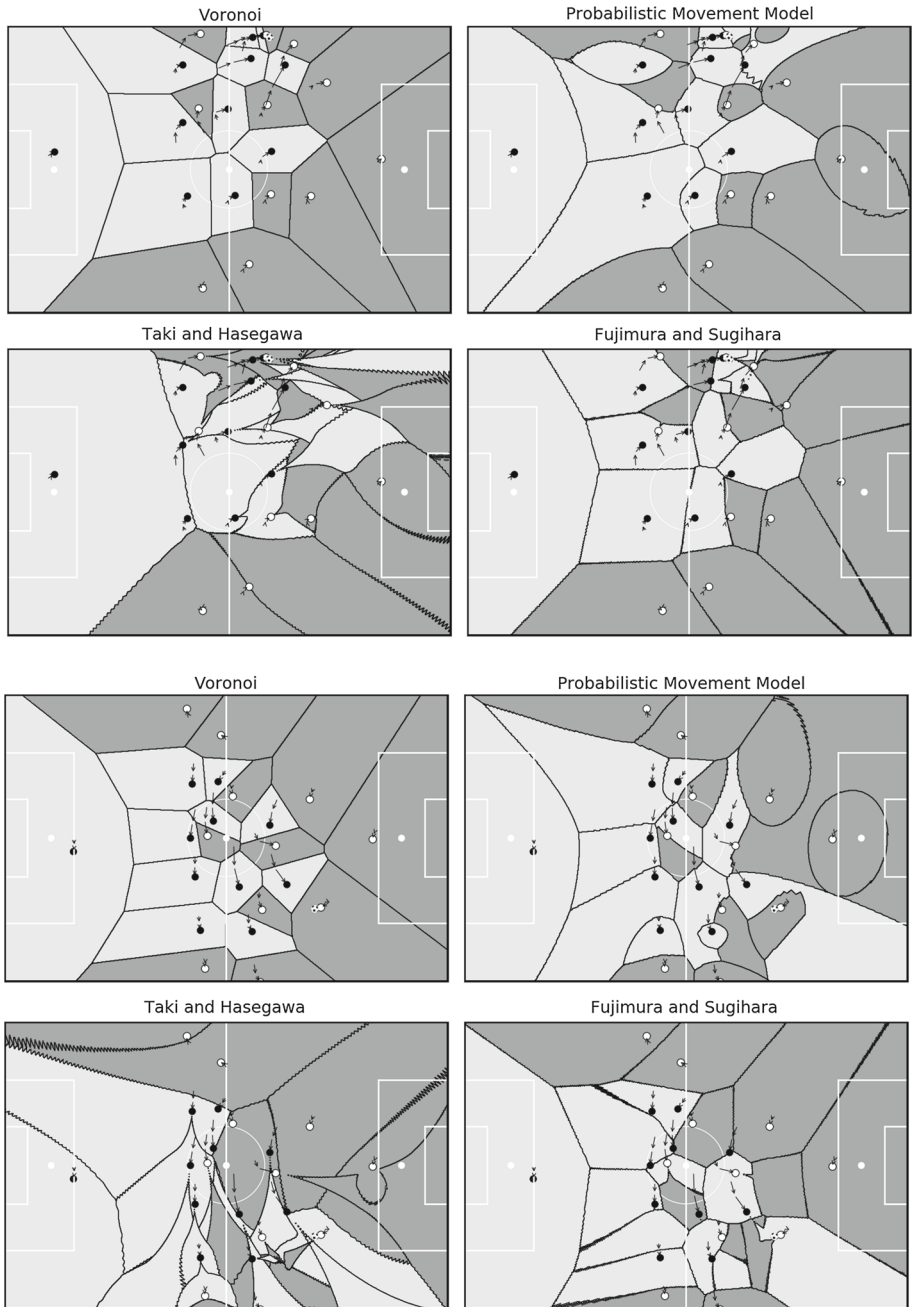 Voronoi
Probabilistic Movement Model
Taki and Hasegawa
Fujimura and Sugihara
Voronoi
Probabilistic Movement Model
Taki and Hasegawa
Fujimura and Sugihara